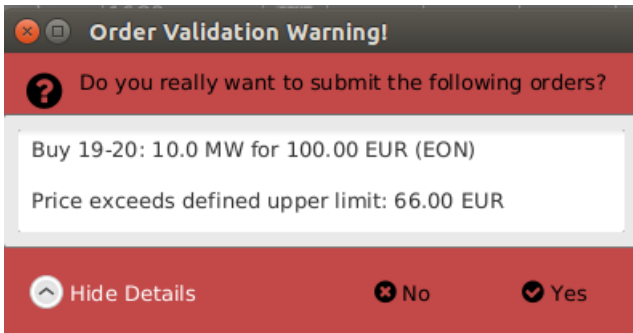 Order Validation Warning!
Do you really want to submit the following orders?
Buy 19-20: 10.0 MW for 100.00 EUR (EON)
Price exceeds defined upper limit: 66.00 EUR
Hide Details No Yes